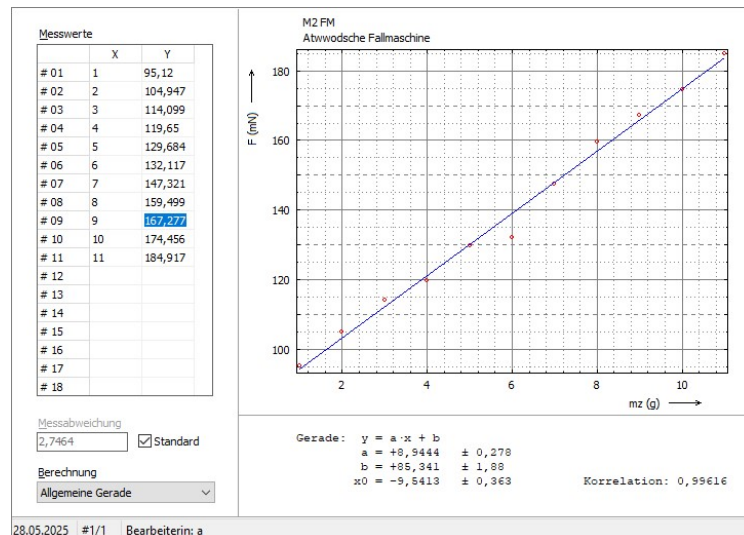 Messwerte
X Y
# 01 1 95,12
# 02 2 104,947
# 03 3 114,099
# 04 4 119,65
# 05 5 129,684
# 06 6 132,117
# 07 7 147,321
# 08 8 159,499
# 09 9 167,277
# 10 10 174,456
# 11 11 184,917
# 12
# 13
# 14
# 15
# 16
# 17
# 18
Messabweichung
2,7464 Standard
Berechnung
Allgemeine Gerade
M2 FM
Atwwodsche Fallmaschine
F (mN)
180
160
140
120
100
2 4 6 8 10
mz (g)
Gerade: y = a·x + b
a = +8,9444 ± 0,278
b = +85,341 ± 1,88
x0 = -9,5413 ± 0,363 Korrelation: 0,99616
28.05.2025 #1/1 Bearbeiterin: a